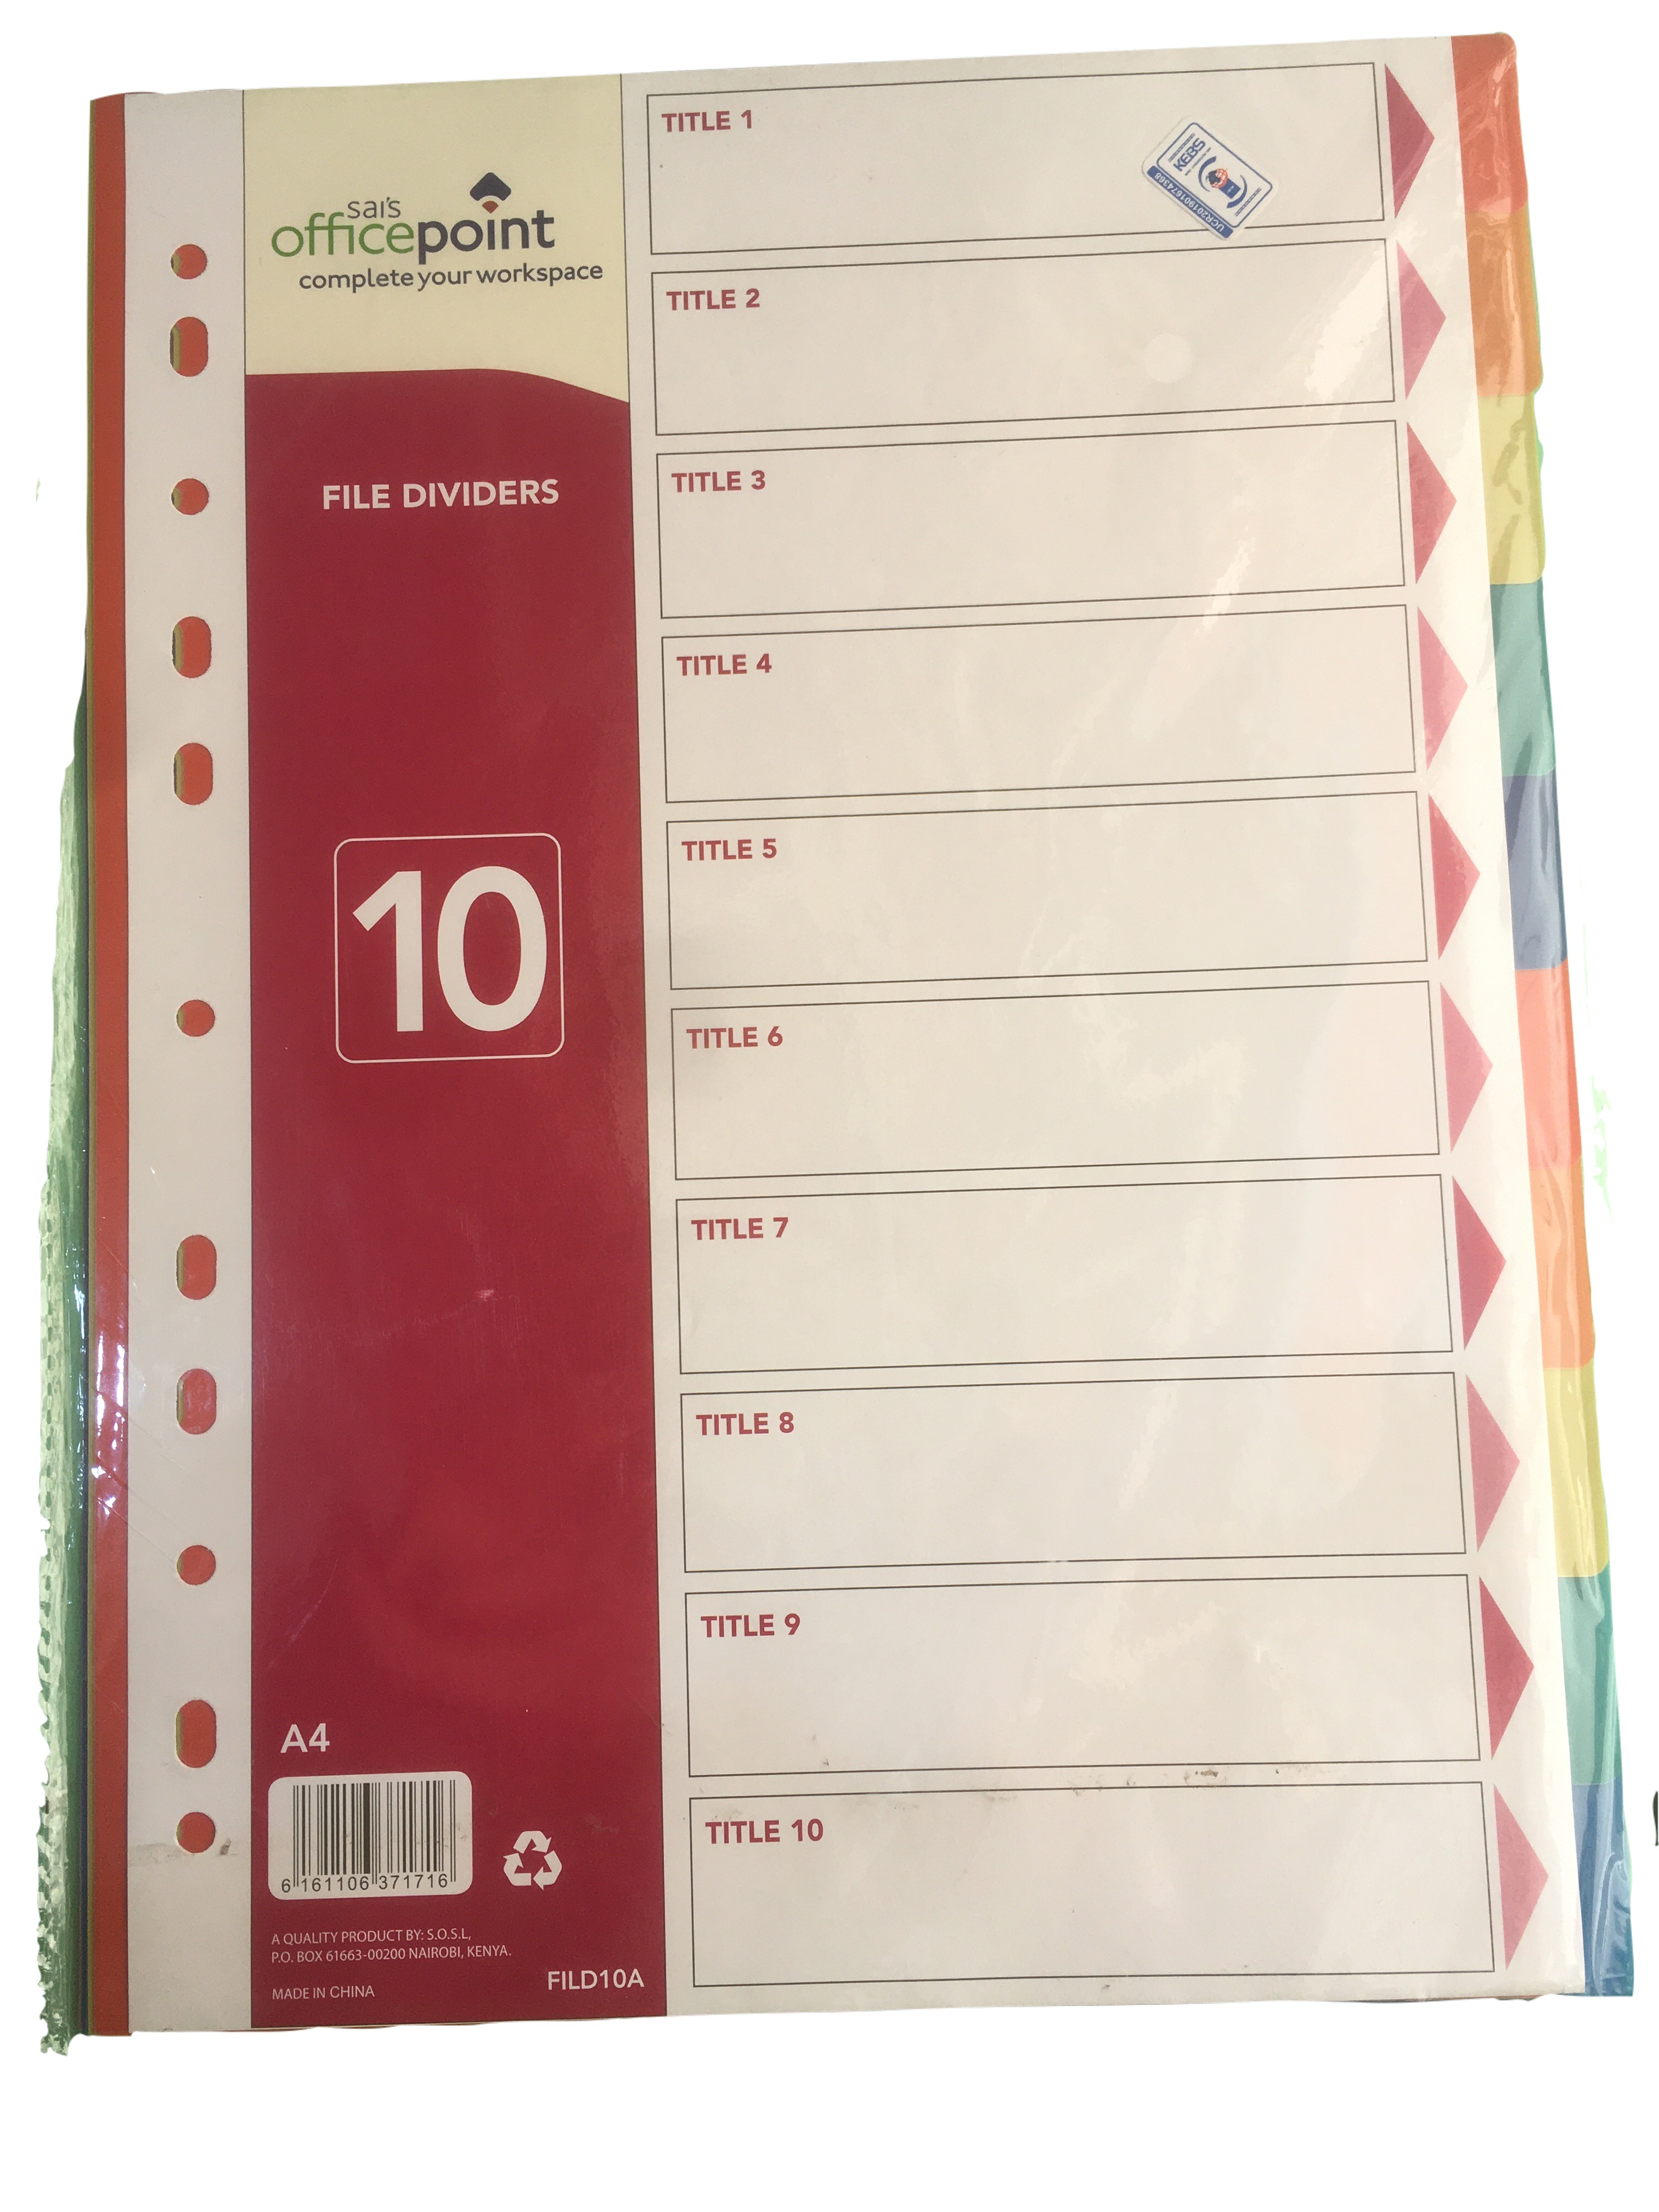 sai's
officepoint
complete your workspace
FILE DIVIDERS
10
A4
6 161106 371716
A QUALITY PRODUCT BY: S.O.S.L,
P.O. BOX 61663-00200 NAIROBI, KENYA.
MADE IN CHINA
FILD10A
TITLE 1
KEBS
UCR201901674368
TITLE 2
TITLE 3
TITLE 4
TITLE 5
TITLE 6
TITLE 7
TITLE 8
TITLE 9
TITLE 10